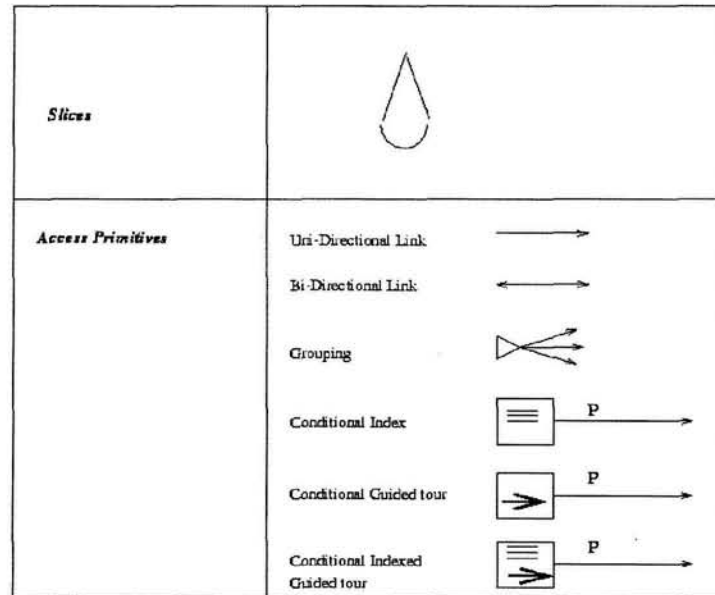 Slices
Access Primitives
Uni-Directional Link
Bi-Directional Link
Grouping
Conditional Index
P
Conditional Guided tour
P
Conditional Indexed
Guided tour
P